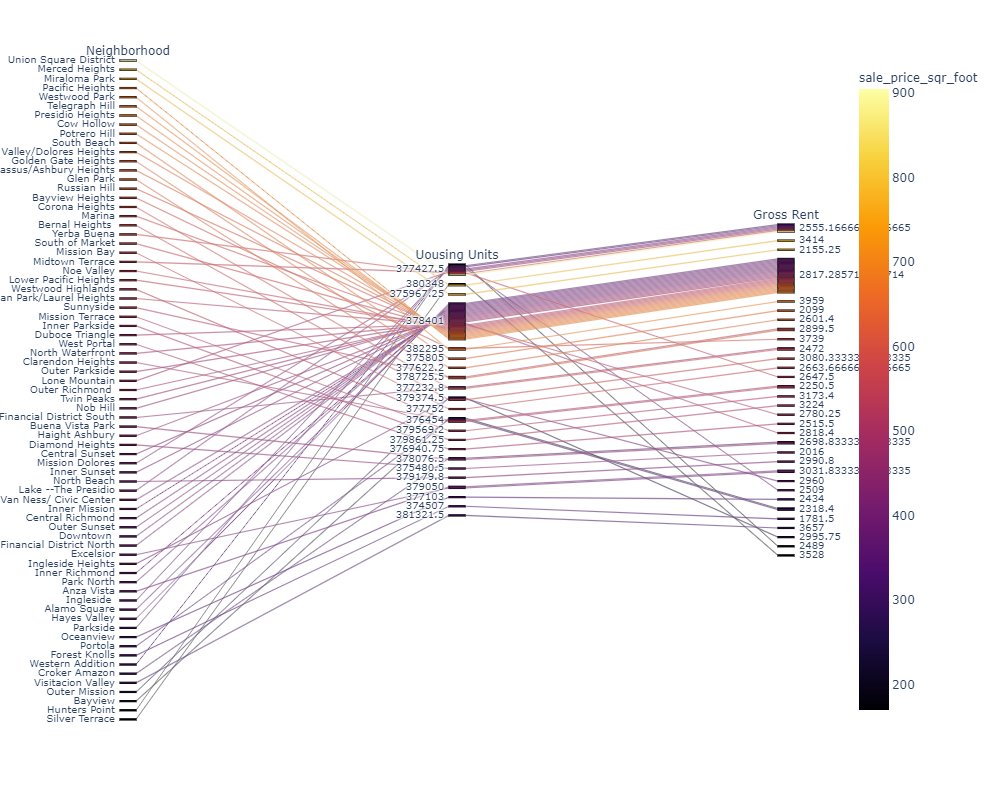 Neighborhood
Union Square District
Merced Heights
Miraloma Park
Pacific Heights
Westwood Park
Telegraph Hill
Presidio Heights
Cow Hollow
Potrero Hill
South Beach
Valley/Dolores Heights
Golden Gate Heights
assus/Ashbury Heights
Glen Park
Russian Hill
Bayview Heights
Corona Heights
Marina
Bernal Heights
Yerba Buena
South of Market
Mission Bay
Midtown Terrace
Noe Valley
Lower Pacific Heights
Westwood Highlands
an Park/Laurel Heights
Sunnyside
Mission Terrace
Inner Parkside
Duboce Triangle
West Portal
North Waterfront
Clarendon Heights
Outer Parkside
Lone Mountain
Outer Richmond
Twin Peaks
Nob Hill
Financial District South
Buena Vista Park
Haight Ashbury
Diamond Heights
Central Sunset
Mission Dolores
Inner Sunset
North Beach
Lake --The Presidio
Van Ness/ Civic Center
Inner Mission
Central Richmond
Outer Sunset
Downtown
Financial District North
Excelsior
Ingleside Heights
Inner Richmond
Park North
Anza Vista
Ingleside
Alamo Square
Hayes Valley
Parkside
Oceanview
Portola
Forest Knolls
Western Addition
Croker Amazon
Visitacion Valley
Outer Mission
Bayview
Hunters Point
Silver Terrace
Uousing Units
377427.5
380348
375967.25
378401
382295
375805
377622.2
378725.5
377232.8
379374.5
377752
376454
379569.2
379861.25
376940.75
378076.5
375480.5
379179.8
379050
377103
374507
381321.5
Gross Rent
2555.16666 665
3414
2155.25
2817.28571 714
3959
2099
2601.4
2899.5
3739
2472
3080.33333 335
2663.66666 665
2647.5
2250.5
3173.4
3224
2780.25
2515.5
2818.4
2698.83333 335
2016
2990.8
3031.83333 335
2960
2509
2434
2318.4
1781.5
3657
2995.75
2489
3528
sale_price_sqr_foot
900
800
700
600
500
400
300
200